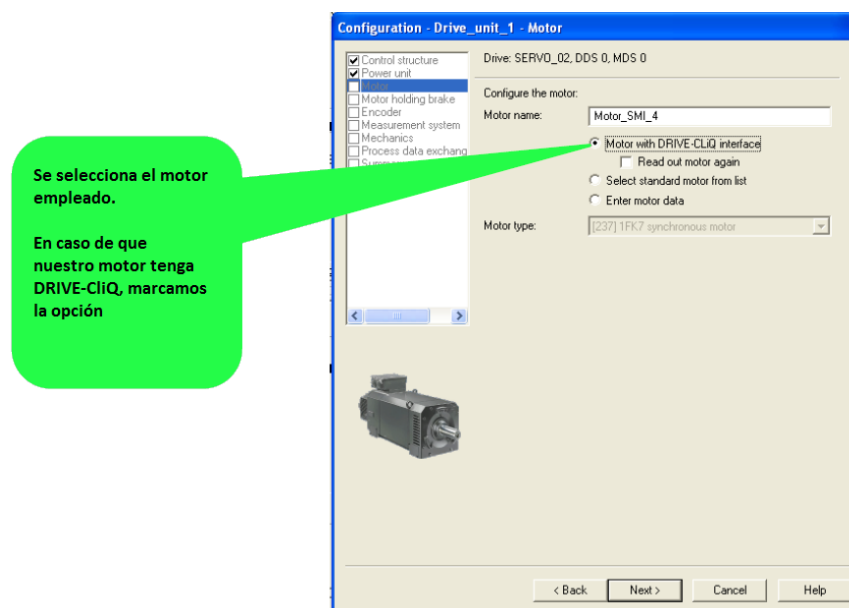 Configuration - Drive_unit_1 - Motor
Control structure
Power unit
Motor
Motor holding brake
Encoder
Measurement system
Mechanics
Process data exchang
Drive: SERVO_02, DDS 0, MDS 0
Configure the motor:
Motor name:
Motor_SMI_4
Motor with DRIVE-CLiQ interface
Read out motor again
Select standard motor from list
Enter motor data
Motor type:
[237] 1FK7 synchronous motor
Se selecciona el motor
empleado.
En caso de que
nuestro motor tenga
DRIVE-CliQ, marcamos
la opción
< Back
Next >
Cancel
Help